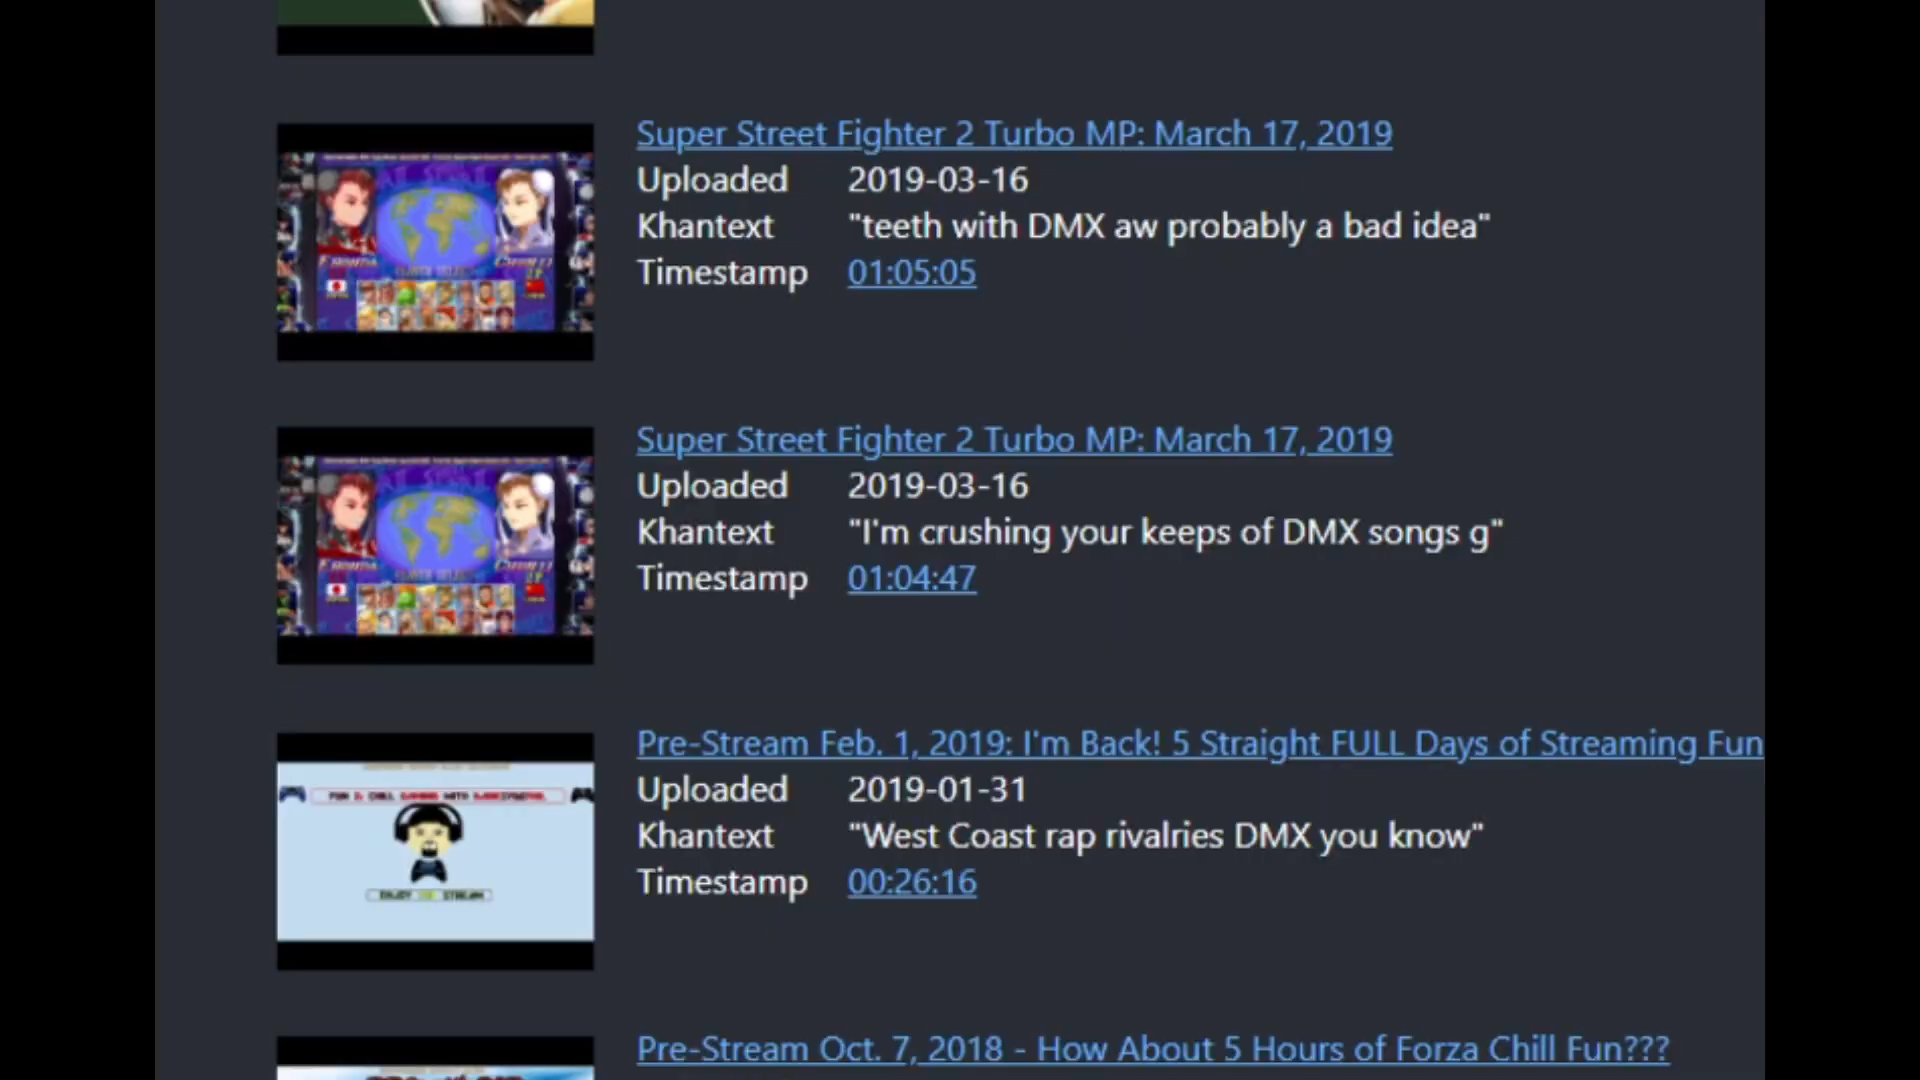 Super Street Fighter 2 Turbo MP: March 17, 2019
Uploaded 2019-03-16
Khantext "teeth with DMX aw probably a bad idea"
Timestamp 01:05:05
Super Street Fighter 2 Turbo MP: March 17, 2019
Uploaded 2019-03-16
Khantext "I'm crushing your keeps of DMX songs g"
Timestamp 01:04:47
Pre-Stream Feb. 1, 2019: I'm Back! 5 Straight FULL Days of Streaming Fun
Uploaded 2019-01-31
Khantext "West Coast rap rivalries DMX you know"
Timestamp 00:26:16
ENJOY THE STREAM
Pre-Stream Oct. 7, 2018 - How About 5 Hours of Forza Chill Fun???